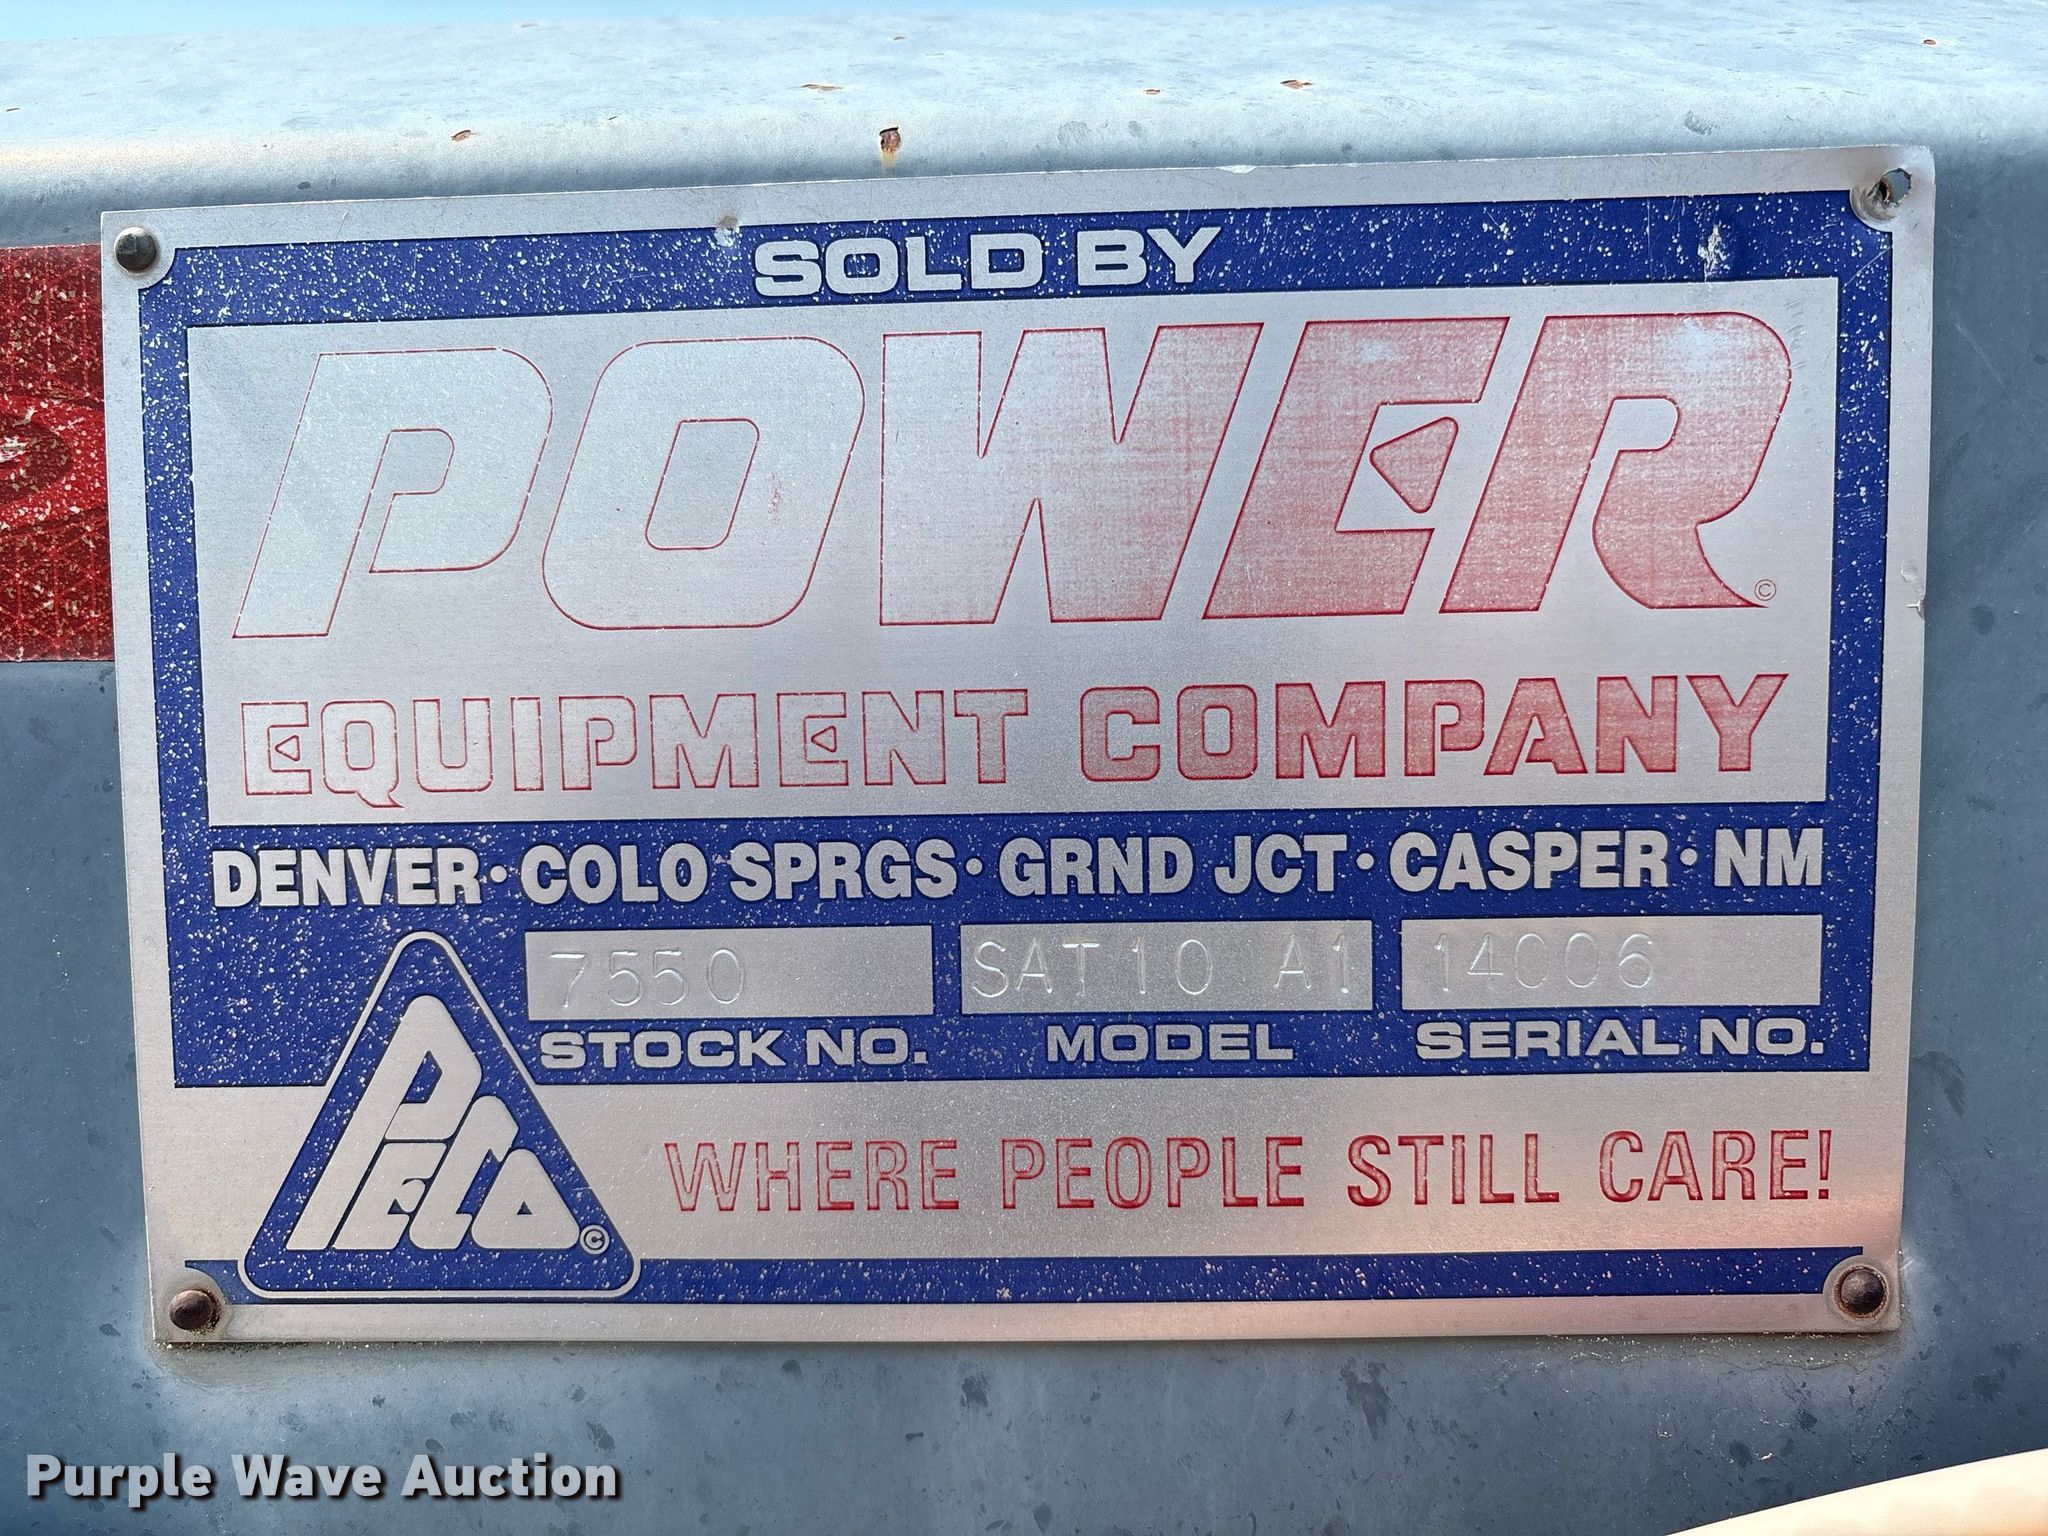 SOLD BY
POWER ©
EQUIPMENT COMPANY
DENVER · COLO SPRGS · GRND JCT · CASPER · NM
7550 SAT10 A1 14006
STOCK NO. MODEL SERIAL NO.
PECO ©
WHERE PEOPLE STILL CARE!
Purple Wave Auction